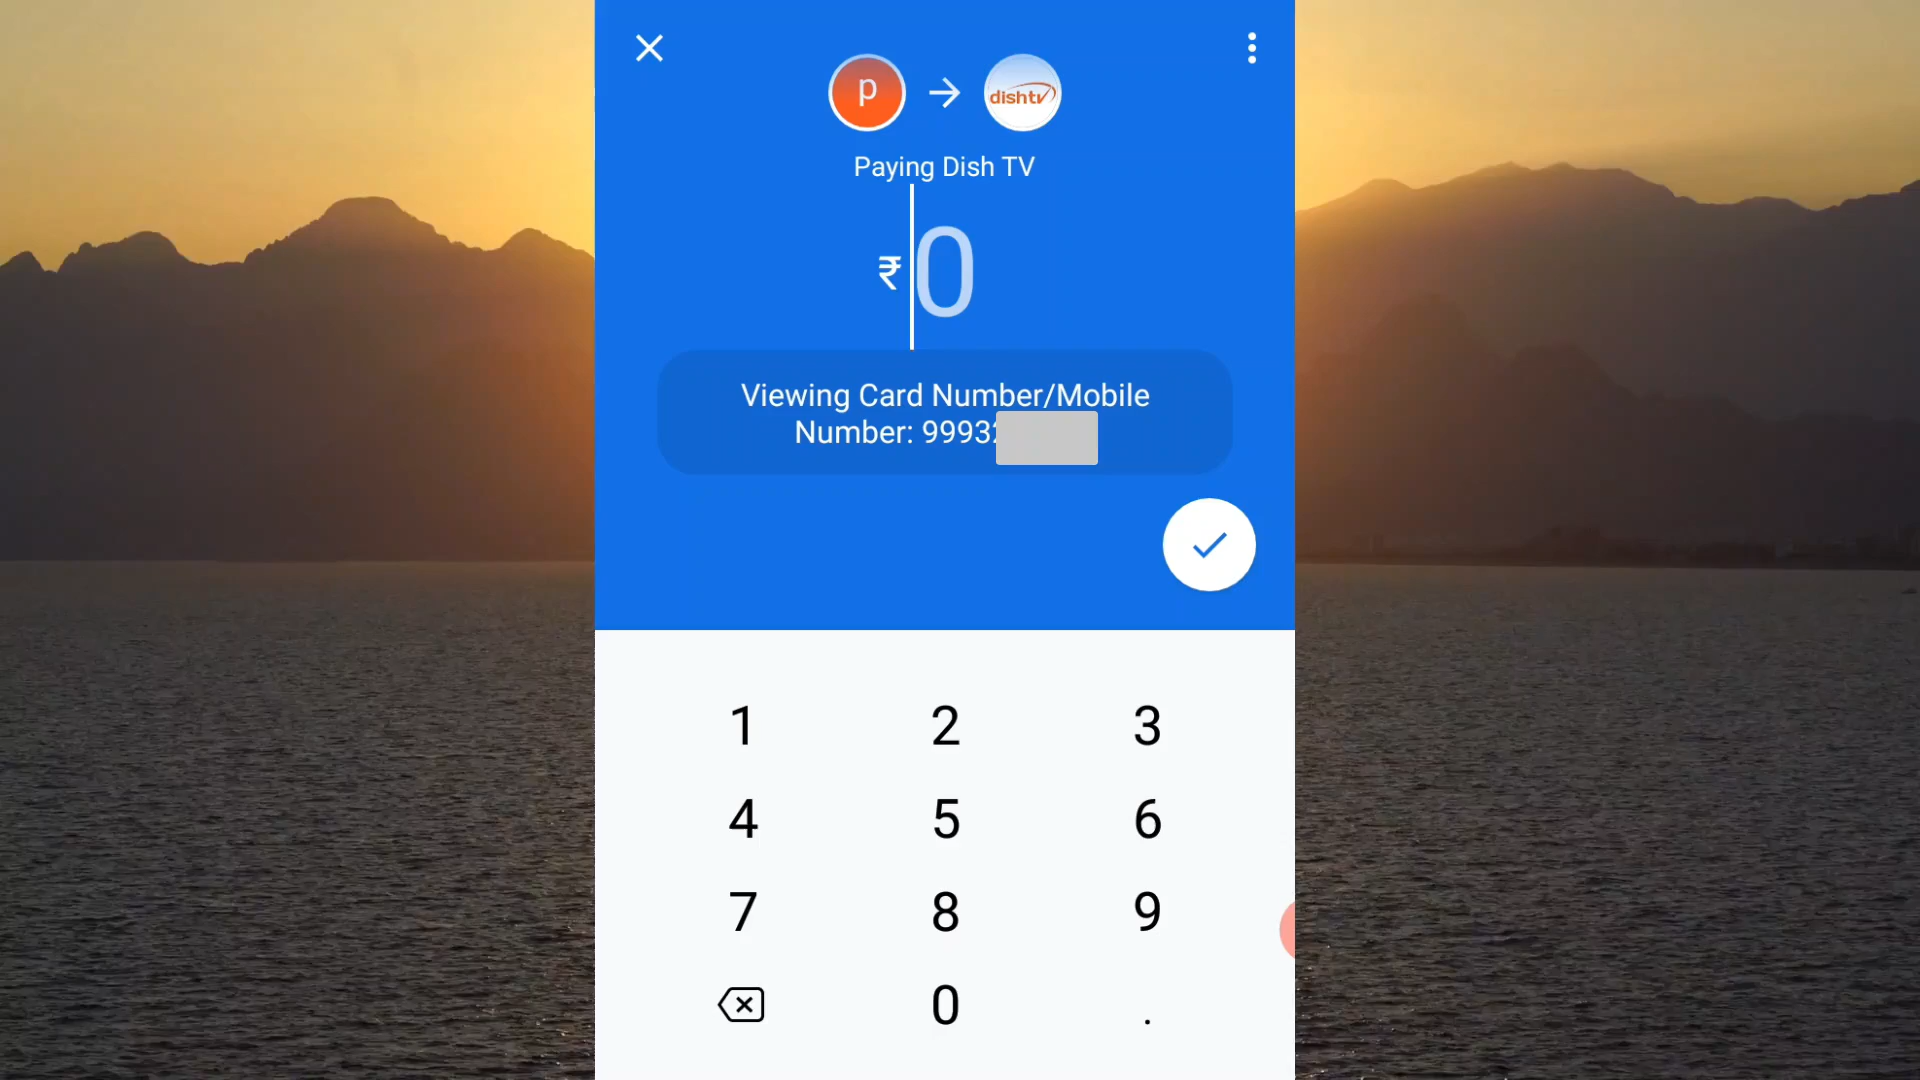 p
dishtv
Paying Dish TV
₹ 0
Viewing Card Number/Mobile
Number: 9993
1 2 3
4 5 6
7 8 9
0 .